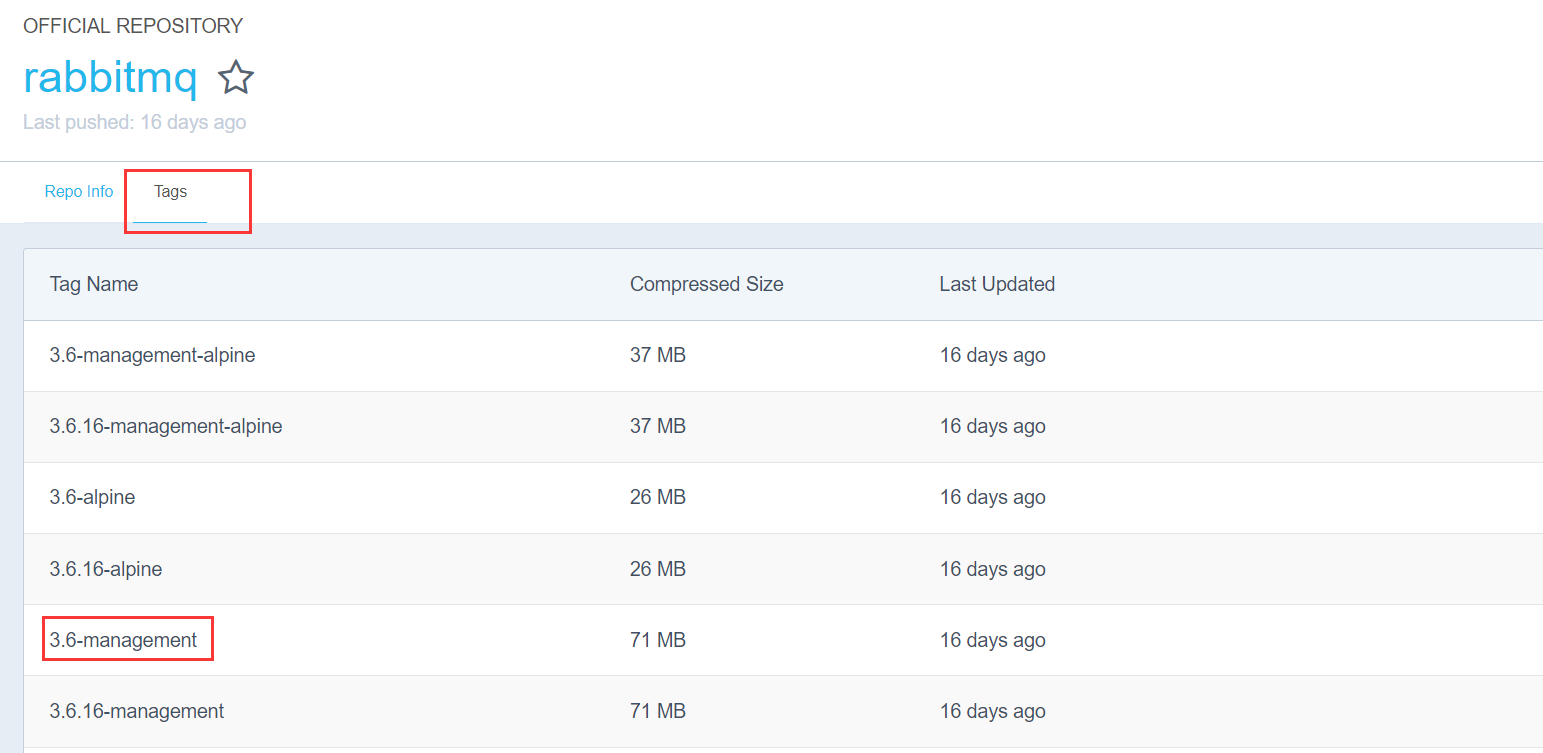 OFFICIAL REPOSITORY
rabbitmq
Last pushed: 16 days ago
Repo Info Tags
Tag Name Compressed Size Last Updated
3.6-management-alpine 37 MB 16 days ago
3.6.16-management-alpine 37 MB 16 days ago
3.6-alpine 26 MB 16 days ago
3.6.16-alpine 26 MB 16 days ago
3.6-management 71 MB 16 days ago
3.6.16-management 71 MB 16 days ago